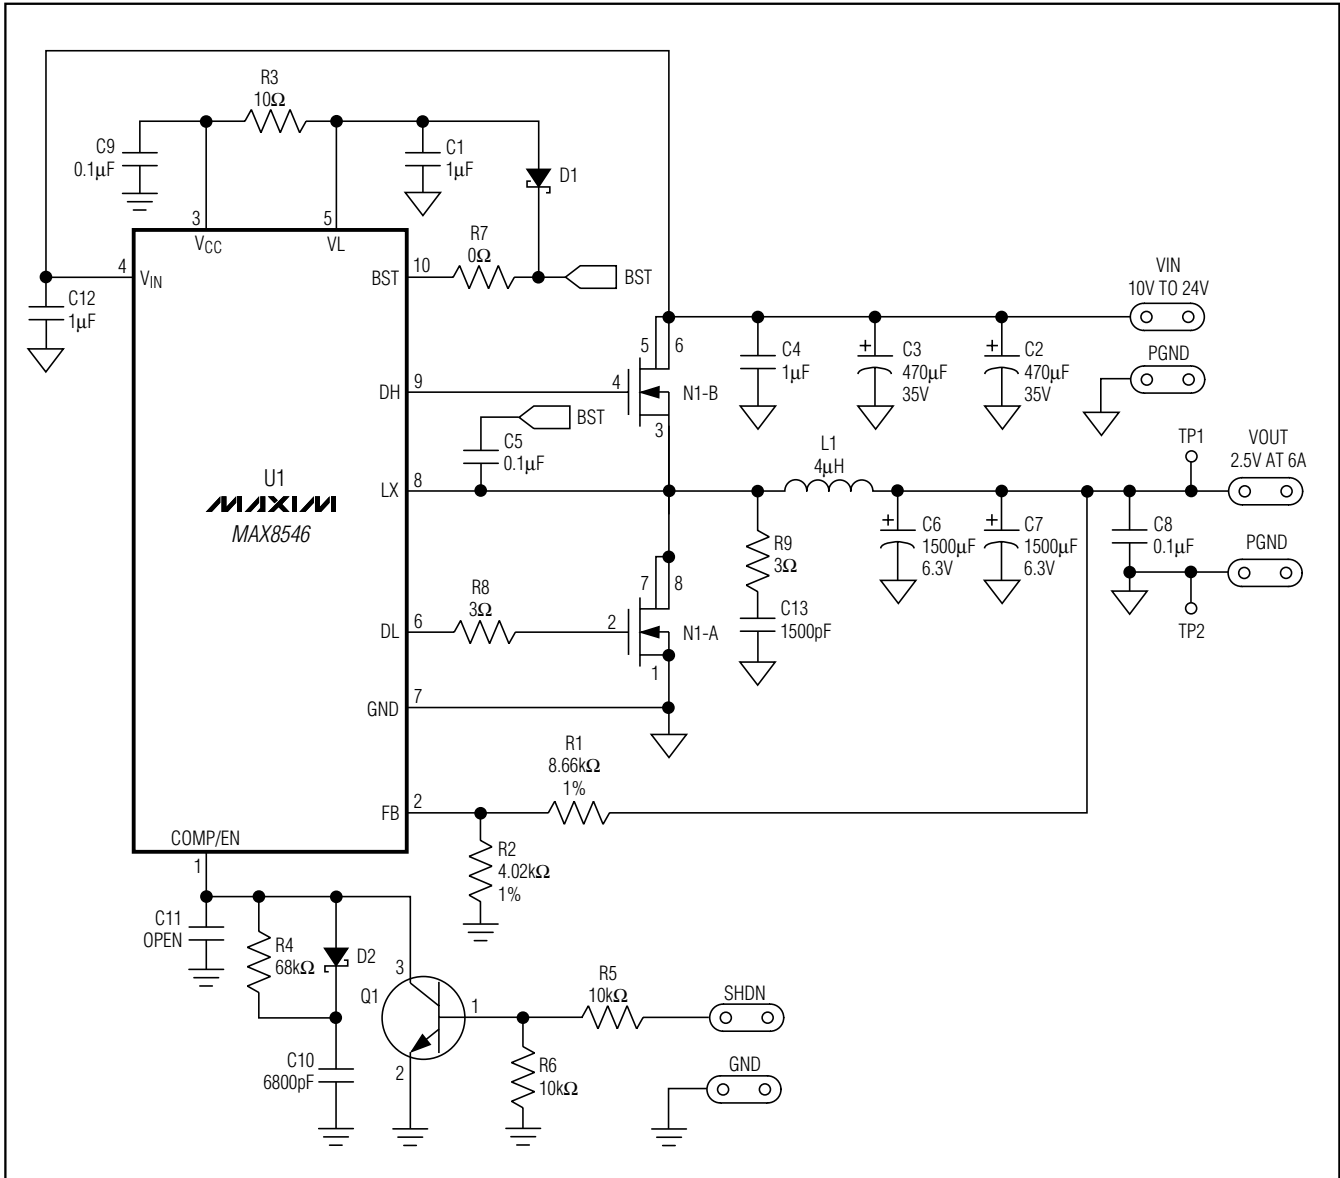 R3
10Ω
C9
0.1µF
C1
1µF
D1
3
VCC
5
VL
R7
0Ω
4
VIN
BST
10
BST
C12
1µF
VIN
10V TO 24V
5
6
C4
1µF
+
C3
470µF
35V
+
C2
470µF
35V
PGND
DH
9
4
N1-B
3
BST
C5
0.1µF
L1
4µH
TP1
VOUT
2.5V AT 6A
U1
MAXIM
MAX8546
LX
8
R9
3Ω
+
C6
1500µF
6.3V
+
C7
1500µF
6.3V
C8
0.1µF
PGND
7
8
R8
3Ω
DL
6
2
N1-A
1
C13
1500pF
TP2
GND
7
R1
8.66kΩ
1%
FB
2
R2
4.02kΩ
1%
COMP/EN
1
C11
OPEN
R4
68kΩ
D2
3
Q1
1
2
R5
10kΩ
SHDN
C10
6800pF
R6
10kΩ
GND